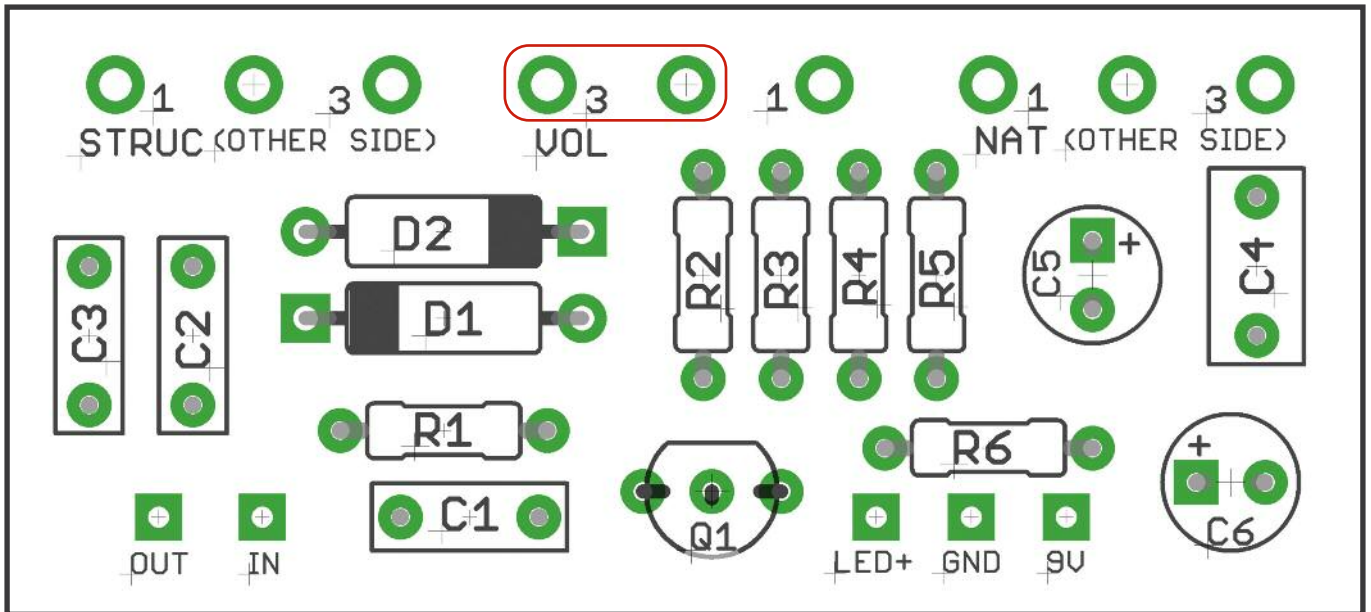 1 3 3 1 1 3
STRUC (OTHER SIDE) VOL NAT (OTHER SIDE)
D2
R2 R3 R4 R5 C5 + C4
C3 C2 D1
R1 R6 +
C1 Q1 C6
OUT IN LED+ GND 9V